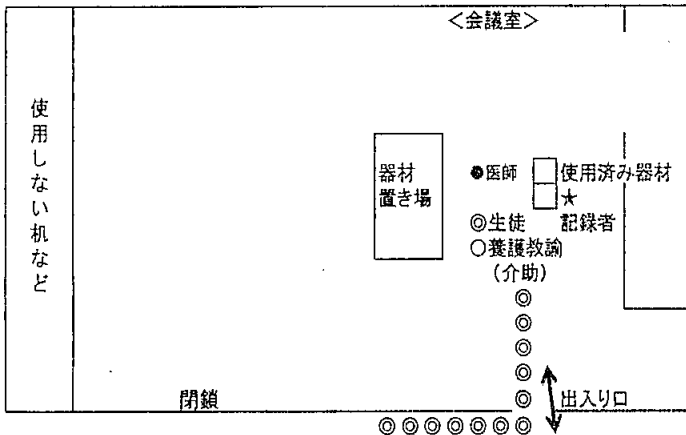 <会議室>
使用しない机など
器材
置き場
●医師
使用済み器材
★
◎生徒
記録者
○養護教諭
(介助)
◎
◎
◎
◎
◎
閉鎖
出入り口
◎◎◎◎◎◎◎